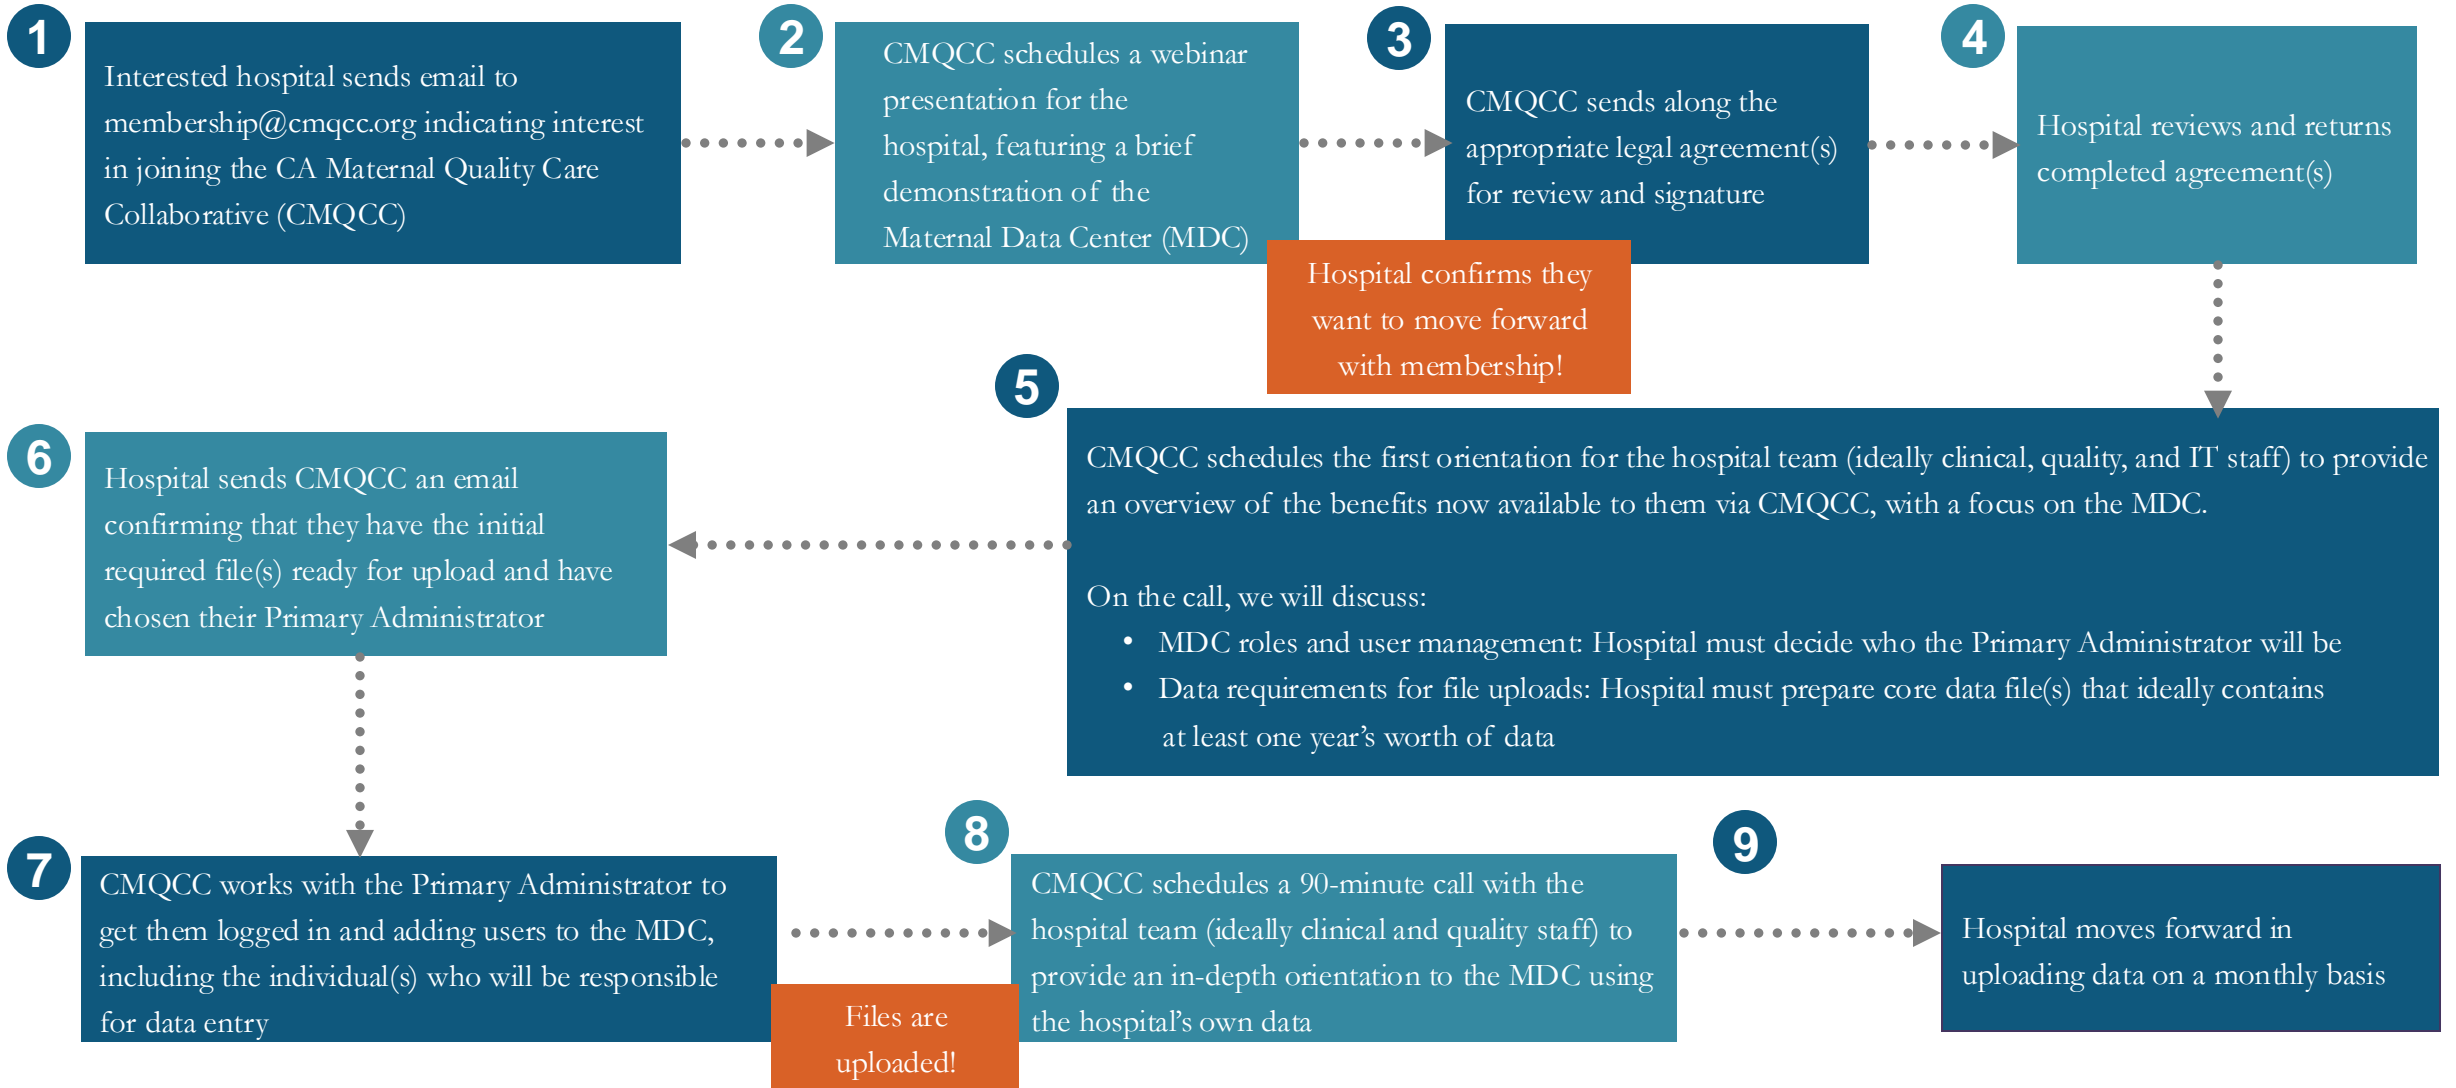 1
Interested hospital sends email to
membership@cmqcc.org indicating interest
in joining the CA Maternal Quality Care
Collaborative (CMQCC)
2
CMQCC schedules a webinar
presentation for the
hospital, featuring a brief
demonstration of the
Maternal Data Center (MDC)
3
CMQCC sends along the
appropriate legal agreement(s)
for review and signature
Hospital confirms they
want to move forward
with membership!
4
Hospital reviews and returns
completed agreement(s)
5
CMQCC schedules the first orientation for the hospital team (ideally clinical, quality, and IT staff) to provide
an overview of the benefits now available to them via CMQCC, with a focus on the MDC.
On the call, we will discuss:
• MDC roles and user management: Hospital must decide who the Primary Administrator will be
• Data requirements for file uploads: Hospital must prepare core data file(s) that ideally contains
at least one year’s worth of data
6
Hospital sends CMQCC an email
confirming that they have the initial
required file(s) ready for upload and have
chosen their Primary Administrator
7
CMQCC works with the Primary Administrator to
get them logged in and adding users to the MDC,
including the individual(s) who will be responsible
for data entry
Files are
uploaded!
8
CMQCC schedules a 90-minute call with the
hospital team (ideally clinical and quality staff) to
provide an in-depth orientation to the MDC using
the hospital’s own data
9
Hospital moves forward in
uploading data on a monthly basis